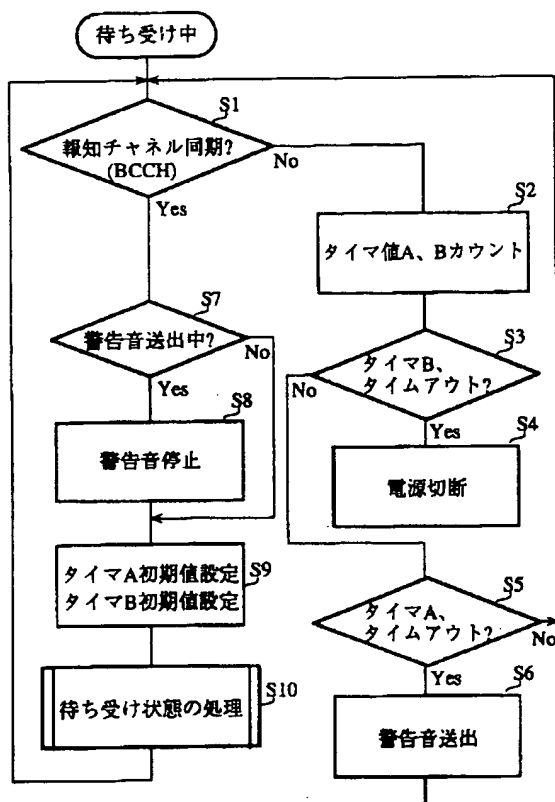 待ち受け中
S1
報知チャネル同期?
(BCCH)
No
Yes
S2
タイマ値A、Bカウント
S7
警告音送出中?
No
Yes
S3
タイマB、
タイムアウト?
No
Yes
S8
警告音停止
S4
電源切断
S9
タイマA初期値設定
タイマB初期値設定
S5
タイマA、
タイムアウト?
No
Yes
S10
待ち受け状態の処理
S6
警告音送出